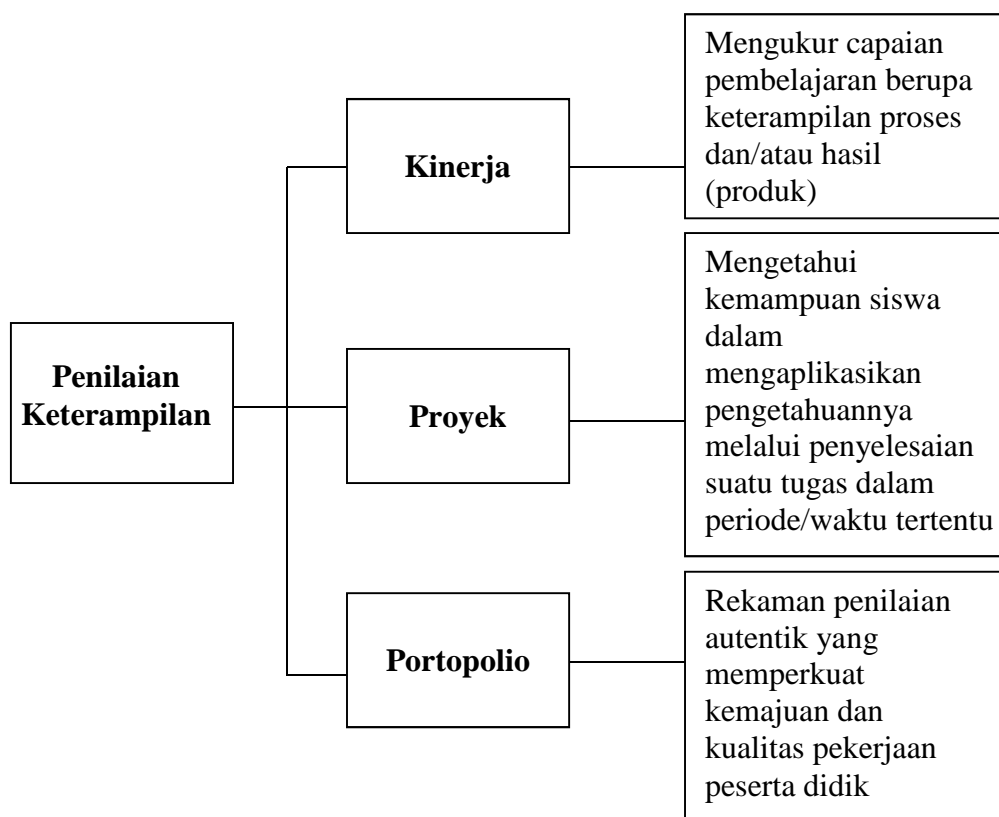 Penilaian
Keterampilan
Kinerja
Mengukur capaian
pembelajaran berupa
keterampilan proses
dan/atau hasil
(produk)
Proyek
Mengetahui
kemampuan siswa
dalam
mengaplikasikan
pengetahuannya
melalui penyelesaian
suatu tugas dalam
periode/waktu tertentu
Portopolio
Rekaman penilaian
autentik yang
memperkuat
kemajuan dan
kualitas pekerjaan
peserta didik